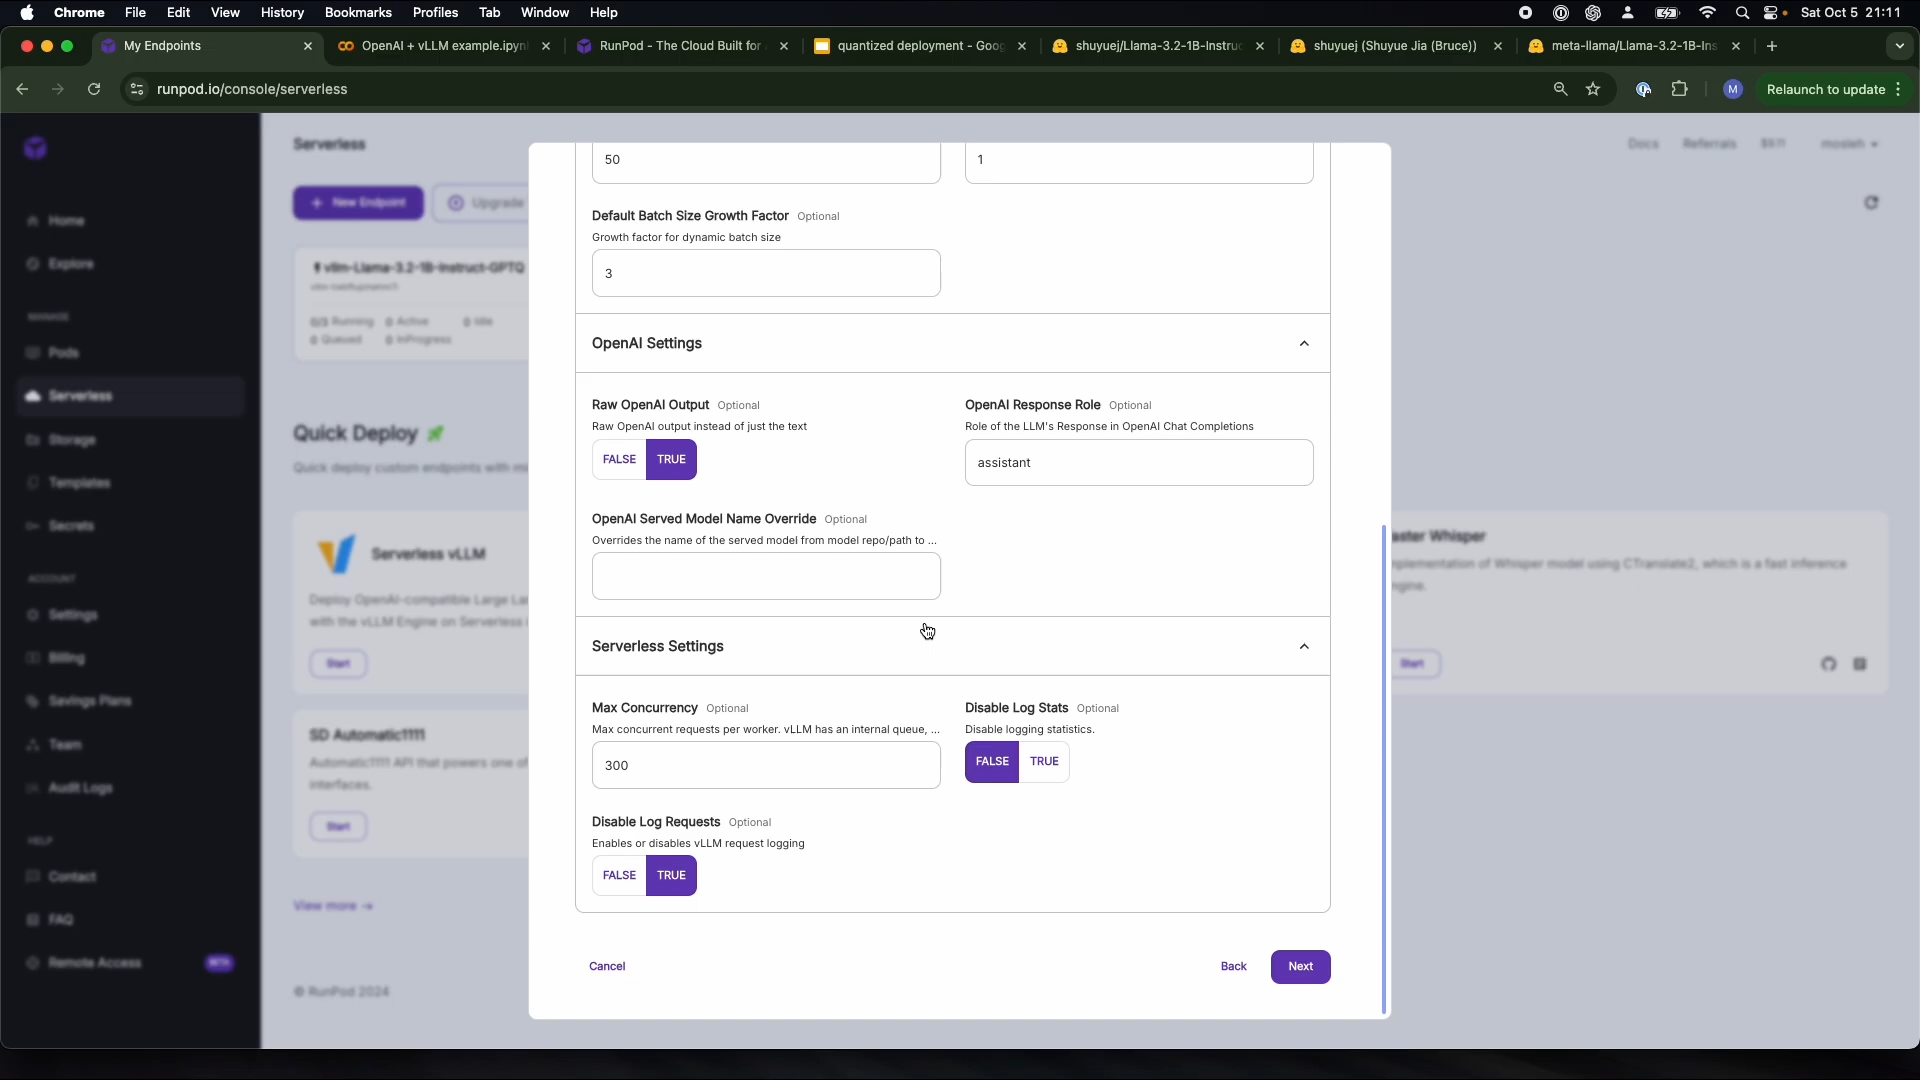 Chrome File Edit View History Bookmarks Profiles Tab Window Help Sat Oct 5 21:11
My Endpoints OpenAI + vLLM example.ipyn RunPod - The Cloud Built for quantized deployment - Goog shuyuej/Llama-3.2-1B-Instruc shuyuej (Shuyue Jia (Bruce)) meta-llama/Llama-3.2-1B-Ins
runpod.io/console/serverless M Relaunch to update
Serverless Docs Referrals mosleh
50 1
+ New Endpoint Upgrade
Default Batch Size Growth Factor Optional
Home
Growth factor for dynamic batch size
Explore
vllm-Llama-3.2-1B-Instruct-GPTQ
3
MANAGE
0/3 Running 0 Active 0 Idle
0 Queued 0 InProgress
OpenAI Settings
Pods
Serverless
Raw OpenAI Output Optional OpenAI Response Role Optional
Raw OpenAI output instead of just the text Role of the LLM's Response in OpenAI Chat Completions
Quick Deploy
Storage
FALSE TRUE assistant
Quick deploy custom endpoints with
Templates
OpenAI Served Model Name Override Optional
Secrets
Overrides the name of the served model from model repo/path to ...
Serverless vLLM
aster Whisper
mplementation of Whisper model using CTranslate2, which is a fast inference
ngine.
ACCOUNT
Deploy OpenAI-compatible Large Lan
with the vLLM Engine on Serverless
Settings
Serverless Settings
Billing
Start Start
Savings Plans
Max Concurrency Optional Disable Log Stats Optional
Max concurrent requests per worker. vLLM has an internal queue, ... Disable logging statistics.
SD Automatic1111
Team
Automatic1111 API that powers one of
interfaces.
300 FALSE TRUE
Audit Logs
Disable Log Requests Optional
Start
HELP
Enables or disables vLLM request logging
Contact
FALSE TRUE
View more →
FAQ
Remote Access BETA
Cancel Back Next
© RunPod 2024